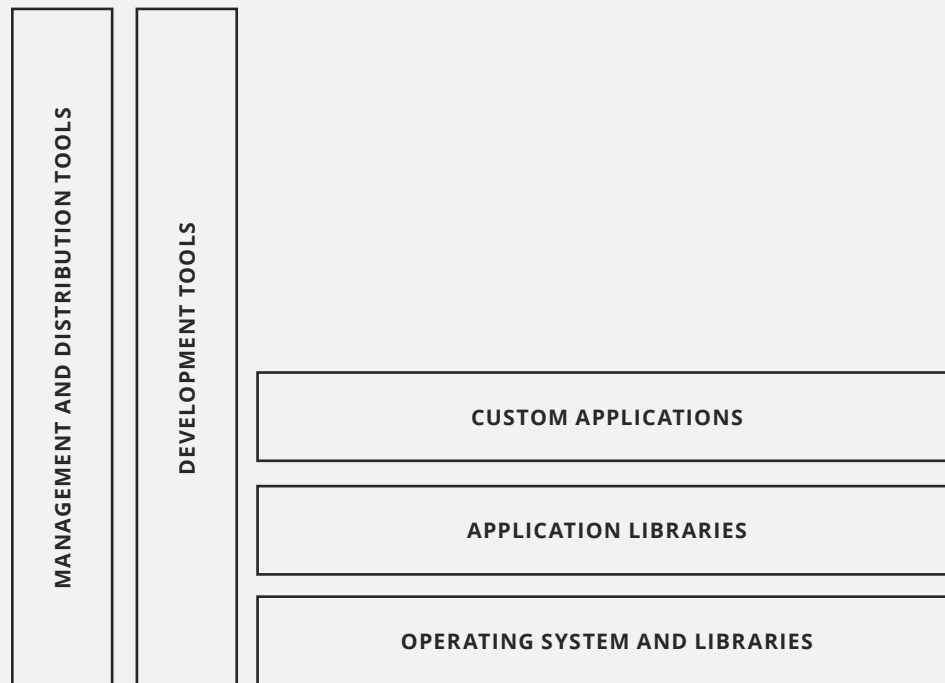 MANAGEMENT AND DISTRIBUTION TOOLS
DEVELOPMENT TOOLS
CUSTOM APPLICATIONS
APPLICATION LIBRARIES
OPERATING SYSTEM AND LIBRARIES